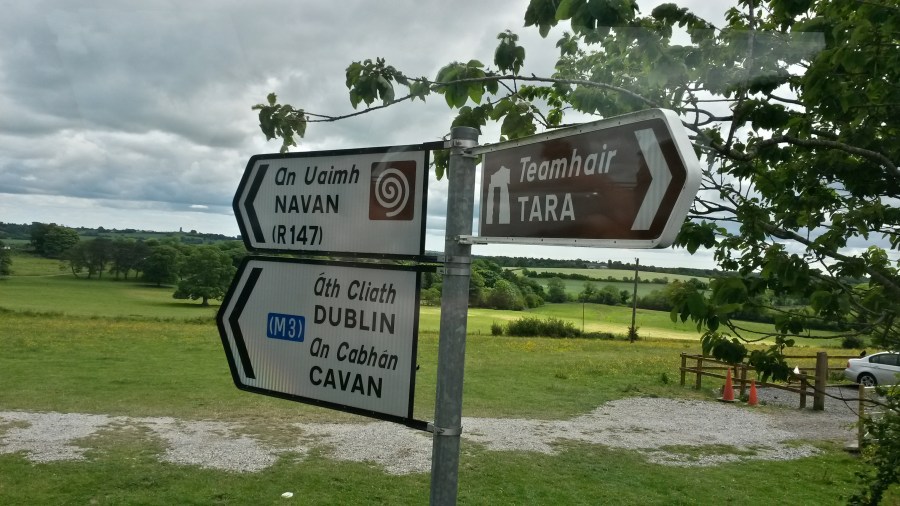 An Uaimh
NAVAN
(R147)
Áth Cliath
(M3) DUBLIN
An Cabhán
CAVAN
Teamhair
TARA